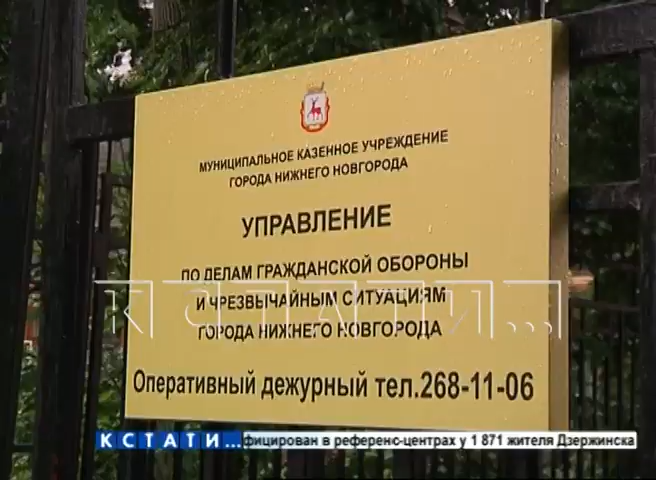 МУНИЦИПАЛЬНОЕ КАЗЕННОЕ УЧРЕЖДЕНИЕ
ГОРОДА НИЖНЕГО НОВГОРОДА
УПРАВЛЕНИЕ
ПО ДЕЛАМ ГРАЖДАНСКОЙ ОБОРОНЫ
И ЧРЕЗВЫЧАЙНЫМ СИТУАЦИЯМ
КСТАТИ...
ГОРОДА НИЖНЕГО НОВГОРОДА
Оперативный дежурный тел.268-11-06
КСТАТИ... фицирован в референс-центрах у 1 871 жителя Дзержинска